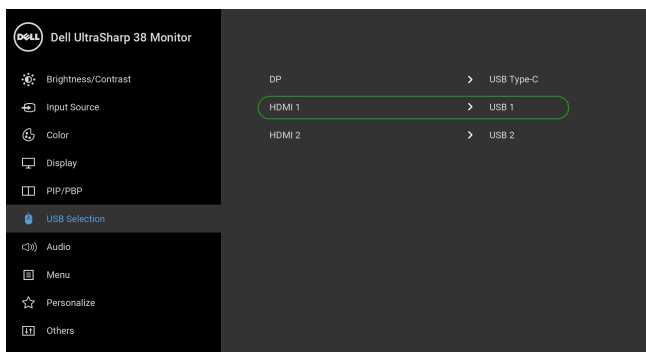 DELL Dell UltraSharp 38 Monitor
Brightness/Contrast
DP USB Type-C
Input Source
HDMI 1 USB 1
Color
HDMI 2 USB 2
Display
PIP/PBP
USB Selection
Audio
Menu
Personalize
Others